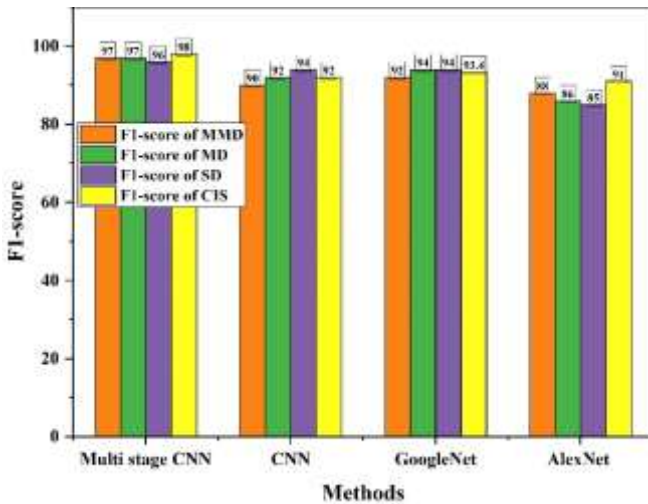 100
80
60
40
20
0
F1-score
97 97 96 98
90 92 94 92
92 94 94 93.6
88 86 85 91
F1-score of MMD
F1-score of MD
F1-score of SD
F1-score of CIS
Multi stage CNN CNN GoogleNet AlexNet
Methods